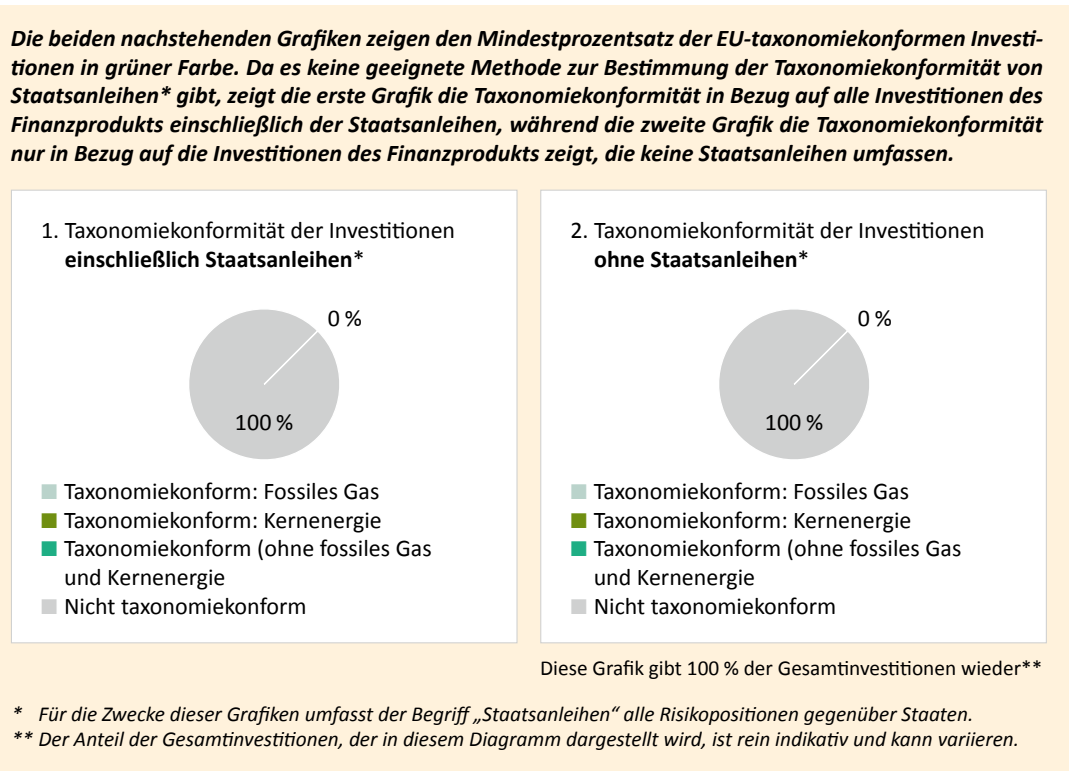 Die beiden nachstehenden Grafiken zeigen den Mindestprozentsatz der EU-taxonomiekonformen Investi-
tionen in grüner Farbe. Da es keine geeignete Methode zur Bestimmung der Taxonomiekonformität von
Staatsanleihen* gibt, zeigt die erste Grafik die Taxonomiekonformität in Bezug auf alle Investitionen des
Finanzprodukts einschließlich der Staatsanleihen, während die zweite Grafik die Taxonomiekonformität
nur in Bezug auf die Investitionen des Finanzprodukts zeigt, die keine Staatsanleihen umfassen.
1. Taxonomiekonformität der Investitionen
einschließlich Staatsanleihen*
0 %
100 %
Taxonomiekonform: Fossiles Gas
Taxonomiekonform: Kernenergie
Taxonomiekonform (ohne fossiles Gas
und Kernenergie
Nicht taxonomiekonform
2. Taxonomiekonformität der Investitionen
ohne Staatsanleihen*
0 %
100 %
Taxonomiekonform: Fossiles Gas
Taxonomiekonform: Kernenergie
Taxonomiekonform (ohne fossiles Gas
und Kernenergie
Nicht taxonomiekonform
Diese Grafik gibt 100 % der Gesamtinvestitionen wieder**
* Für die Zwecke dieser Grafiken umfasst der Begriff „Staatsanleihen“ alle Risikopositionen gegenüber Staaten.
** Der Anteil der Gesamtinvestitionen, der in diesem Diagramm dargestellt wird, ist rein indikativ und kann variieren.